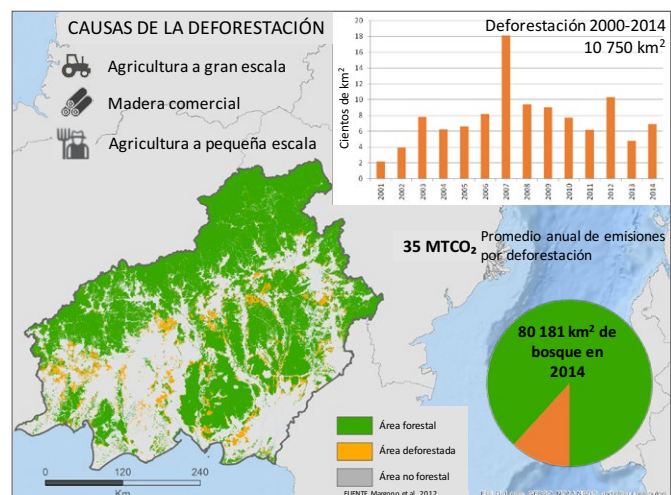 CAUSAS DE LA DEFORESTACIÓN
Agricultura a gran escala
Madera comercial
Agricultura a pequeña escala
Deforestación 2000-2014
10 750 km²
Cientos de km²
20
18
16
14
12
10
8
6
4
2
0
2001 2002 2003 2004 2005 2006 2007 2008 2009 2010 2011 2012 2013 2014
35 MTCO₂ Promedio anual de emisiones
por deforestación
80 181 km² de
bosque en
2014
Área forestal
Área deforestada
Área no forestal
0 120 240
Km
FUENTE Margono et al. 2012